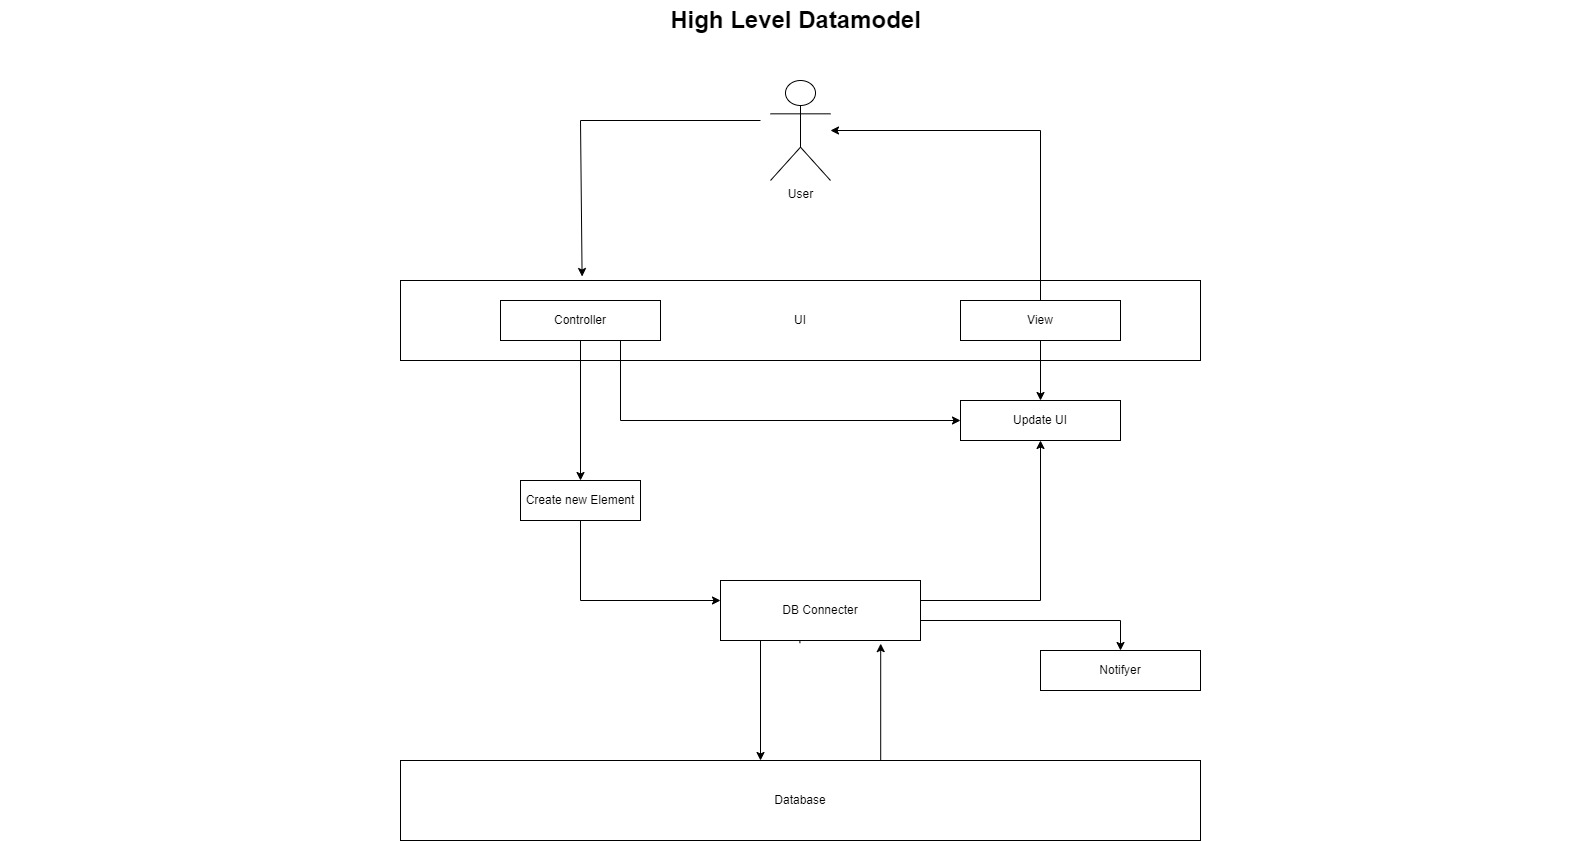 High Level Datamodel
User
Controller
UI
View
Update UI
Create new Element
DB Connecter
Notifyer
Database